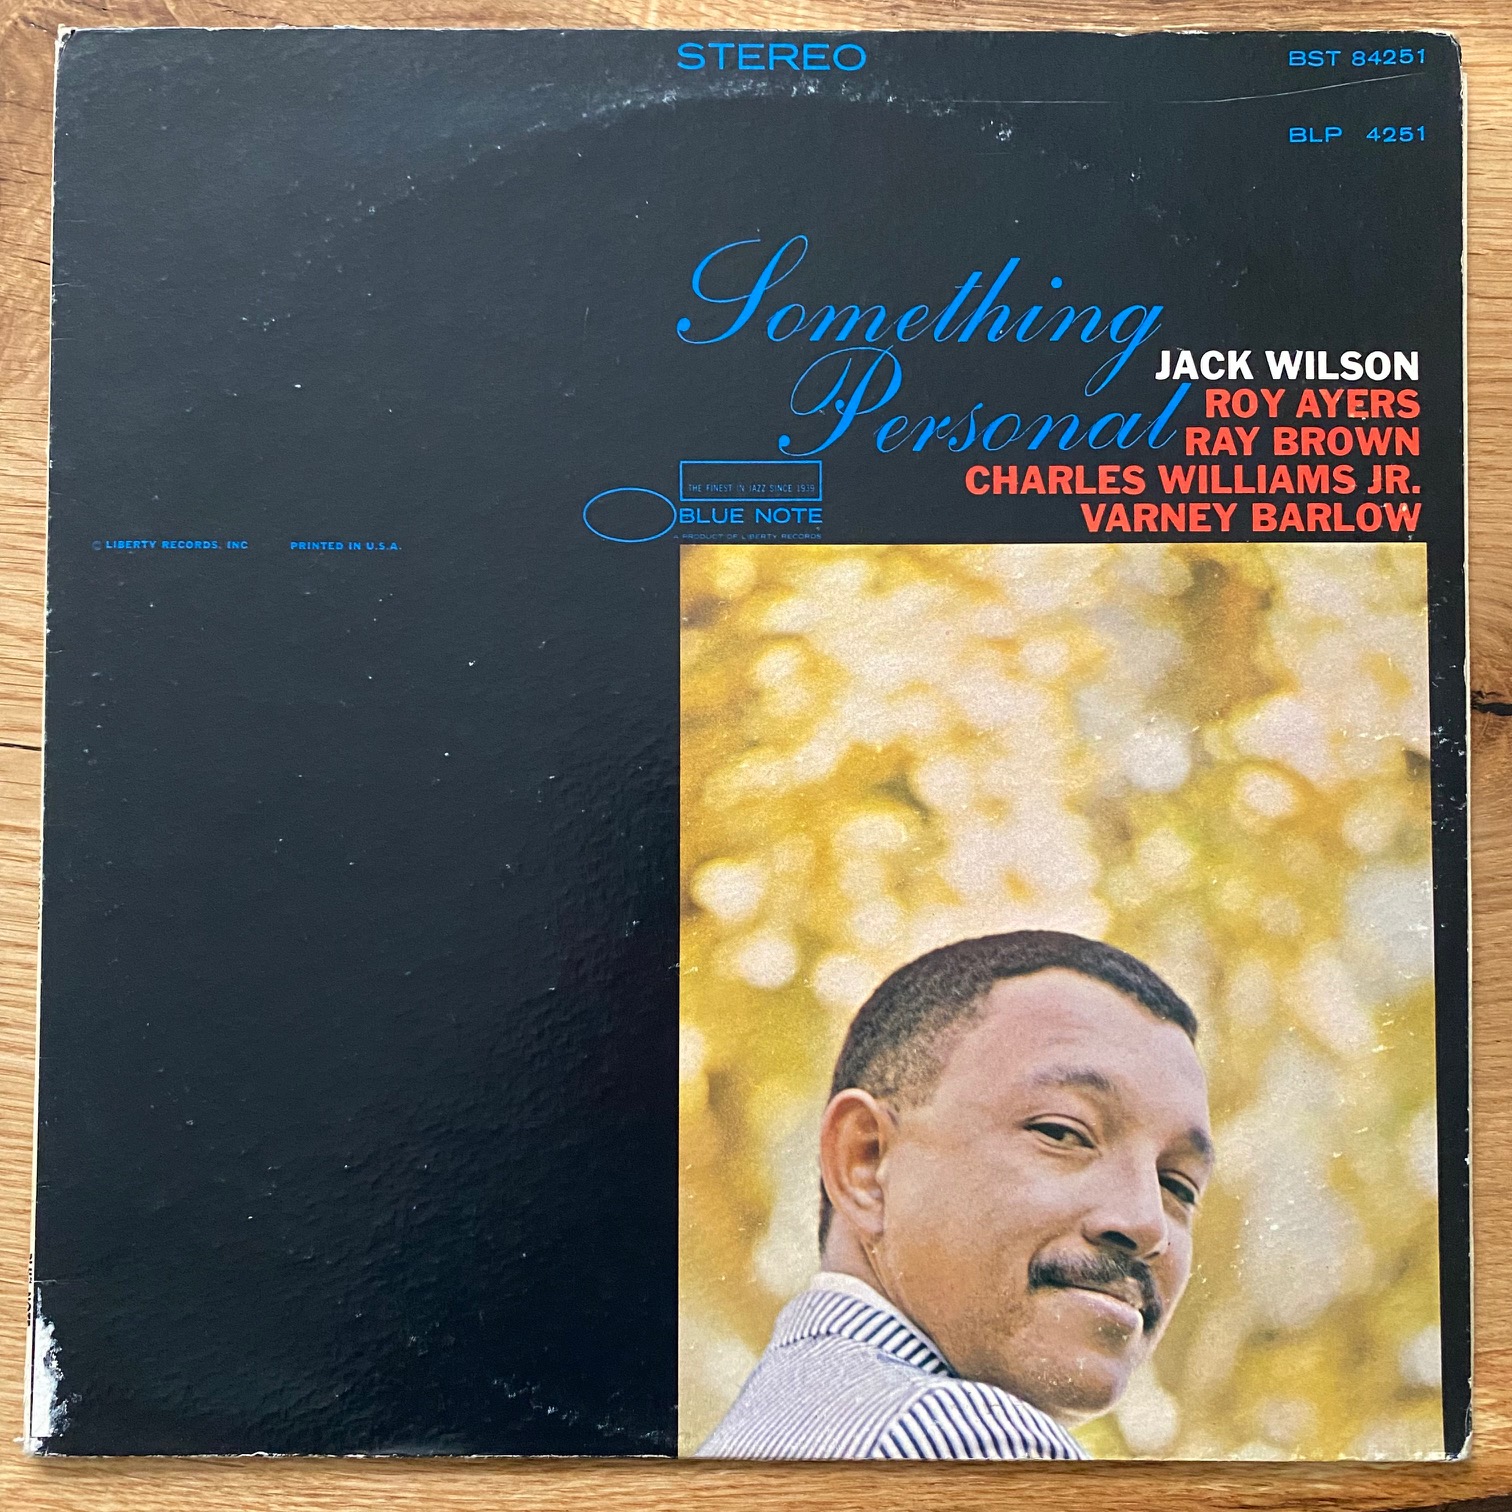 STEREO
BST 84251
BLP 4251
Something
Personal
JACK WILSON
ROY AYERS
RAY BROWN
CHARLES WILLIAMS JR.
VARNEY BARLOW
THE FINEST IN JAZZ SINCE 1939
BLUE NOTE
A PRODUCT OF LIBERTY RECORDS
© LIBERTY RECORDS, INC PRINTED IN U.S.A.